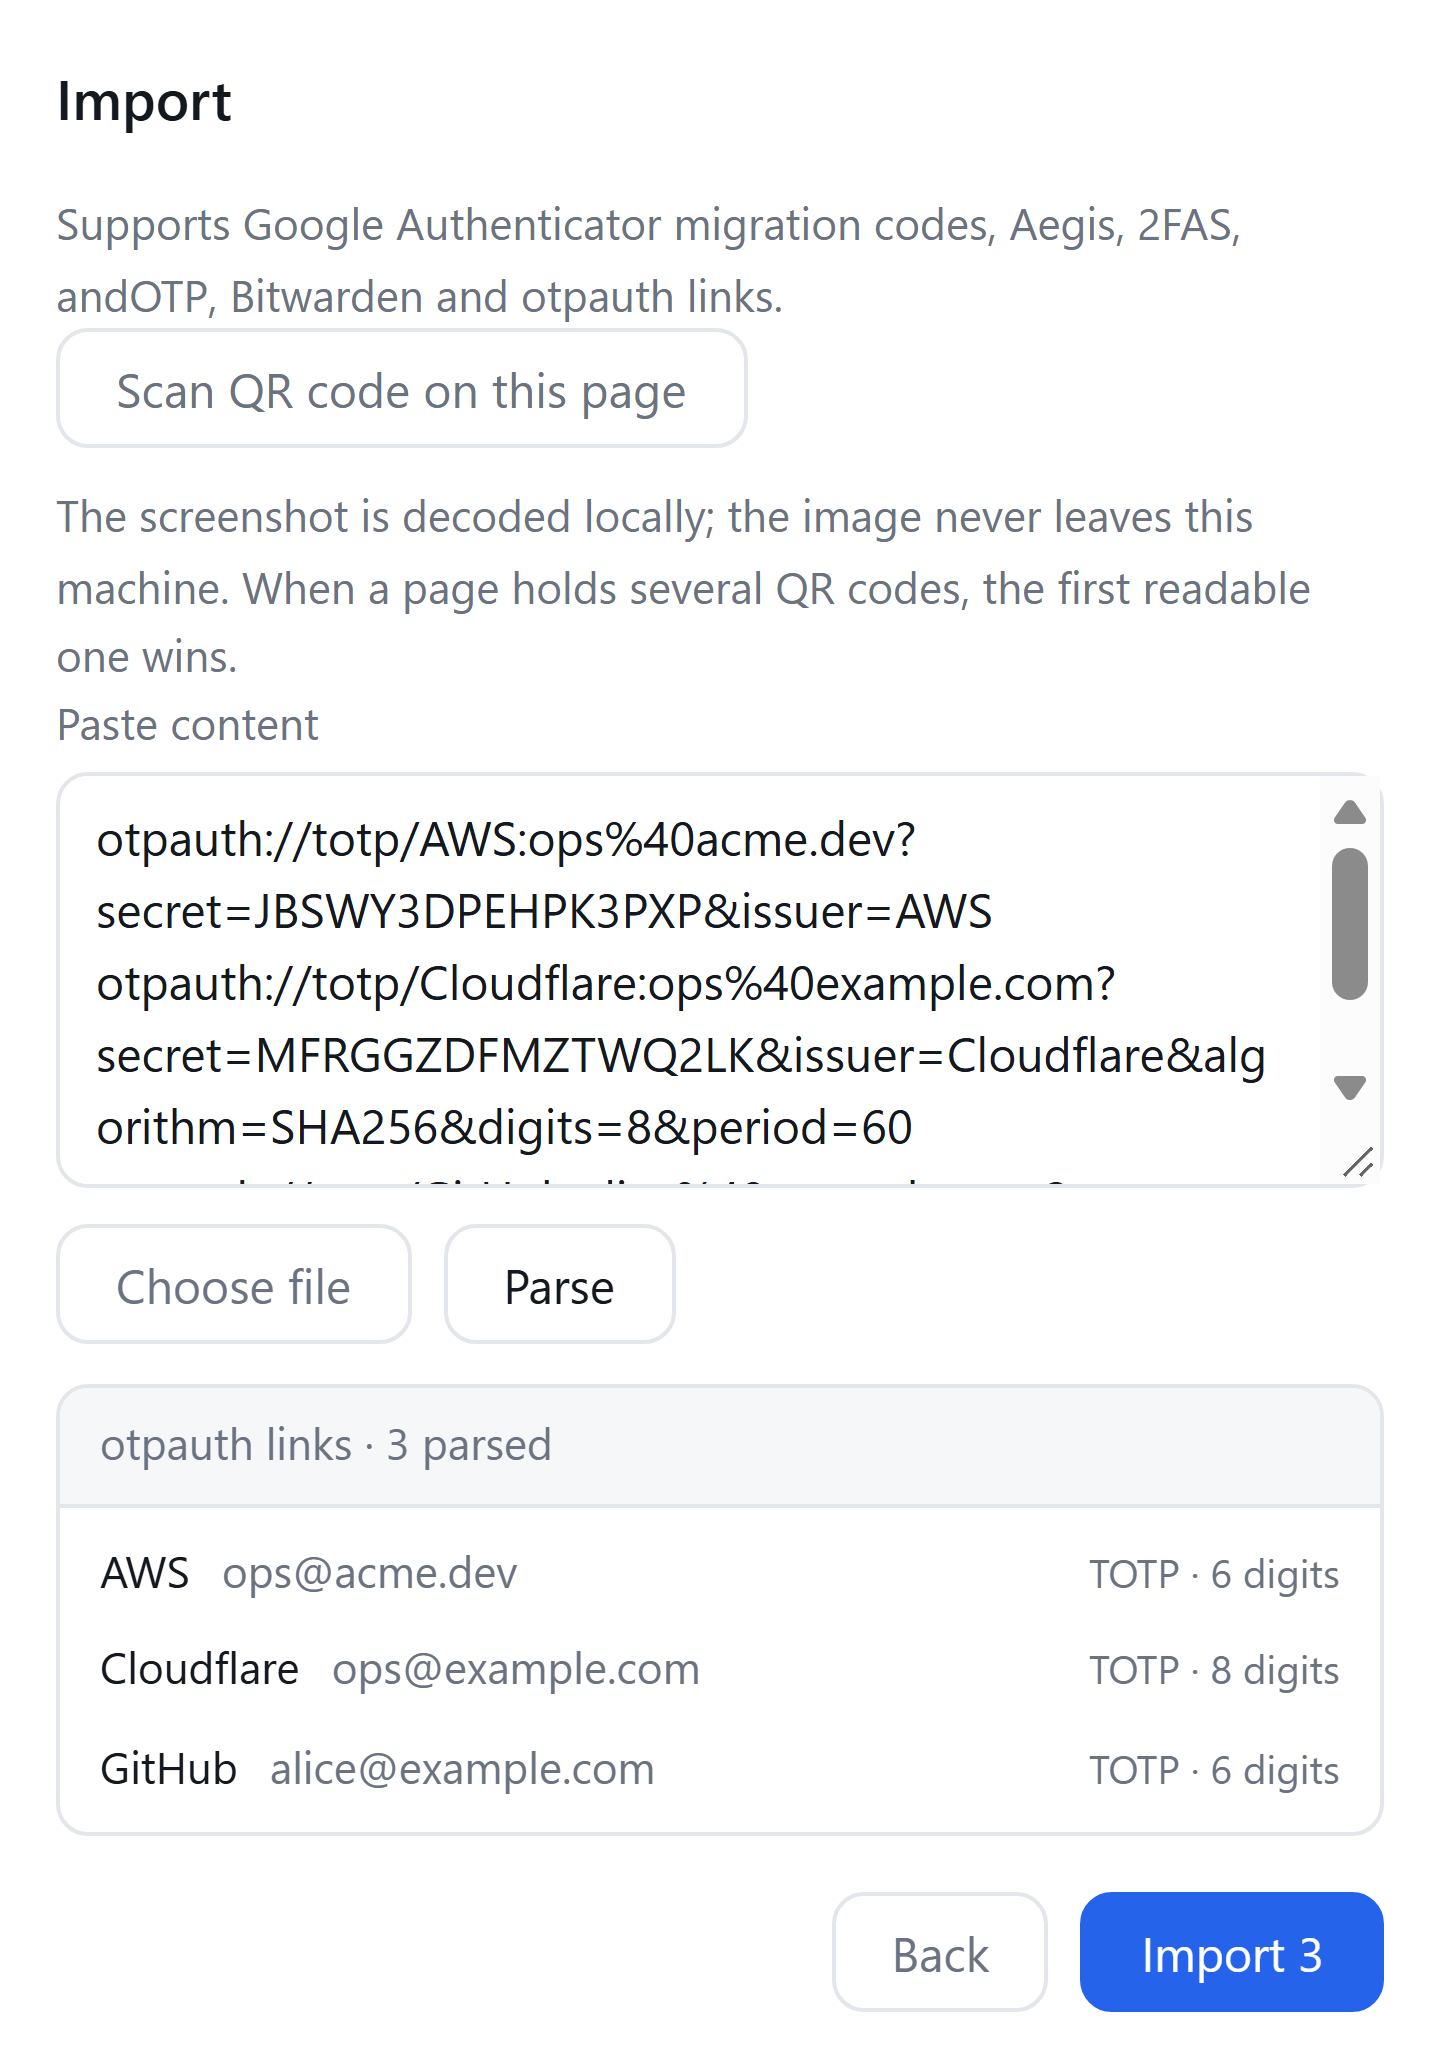 Import
Supports Google Authenticator migration codes, Aegis, 2FAS,
andOTP, Bitwarden and otpauth links.
Scan QR code on this page
The screenshot is decoded locally; the image never leaves this
machine. When a page holds several QR codes, the first readable
one wins.
Paste content
otpauth://totp/AWS:ops%40acme.dev?
secret=JBSWY3DPEHPK3PXP&issuer=AWS
otpauth://totp/Cloudflare:ops%40example.com?
secret=MFRGGZDFMZTWQ2LK&issuer=Cloudflare&alg
orithm=SHA256&digits=8&period=60
Choose file
Parse
otpauth links · 3 parsed
AWS ops@acme.dev TOTP · 6 digits
Cloudflare ops@example.com TOTP · 8 digits
GitHub alice@example.com TOTP · 6 digits
Back
Import 3